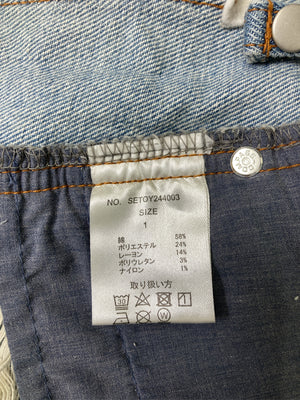 NO. SETOY244003
SIZE
1
綿 58%
ポリエステル 24%
レーヨン 14%
ポリウレタン 3%
ナイロン 1%
取り扱い方
30
W